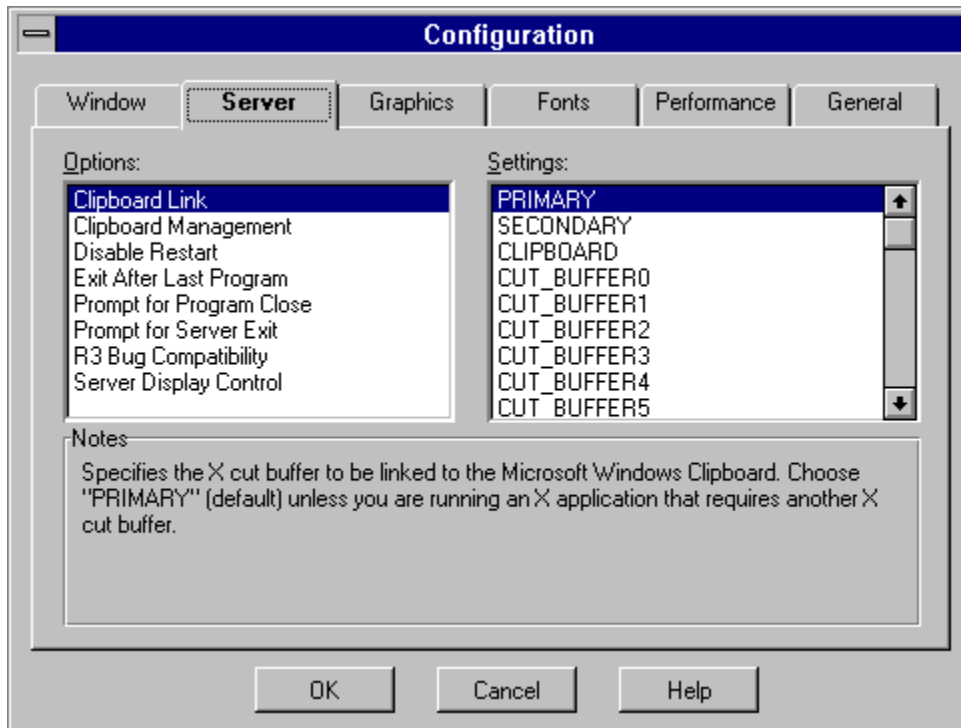 Configuration
Window Server Graphics Fonts Performance General
Options:
Clipboard Link
Clipboard Management
Disable Restart
Exit After Last Program
Prompt for Program Close
Prompt for Server Exit
R3 Bug Compatibility
Server Display Control
Settings:
PRIMARY
SECONDARY
CLIPBOARD
CUT_BUFFER0
CUT_BUFFER1
CUT_BUFFER2
CUT_BUFFER3
CUT_BUFFER4
CUT_BUFFER5
Notes
Specifies the X cut buffer to be linked to the Microsoft Windows Clipboard. Choose
"PRIMARY" (default) unless you are running an X application that requires another X
cut buffer.
OK Cancel Help